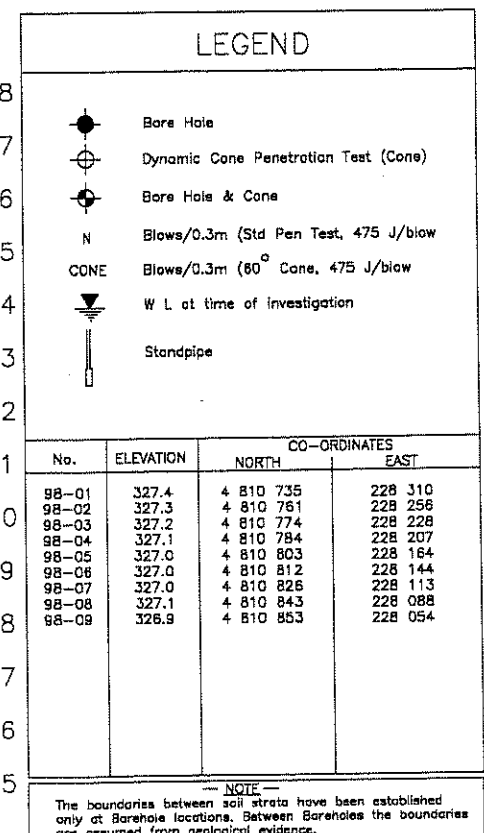 LEGEND
8
Bore Hole
7
Dynamic Cone Penetration Test (Cone)
6
Bore Hole & Cone
N Blows/0.3m (Std Pen Test, 475 J/blow
5
CONE Blows/0.3m (60° Cone, 475 J/blow
4
W L at time of investigation
3
Standpipe
2
1
No. ELEVATION CO-ORDINATES
NORTH EAST
98-01 327.4 4 810 735 228 310
98-02 327.3 4 810 761 228 256
0
98-03 327.2 4 810 774 228 228
98-04 327.1 4 810 784 228 207
98-05 327.0 4 810 803 228 164
9
98-06 327.0 4 810 812 228 144
98-07 327.0 4 810 826 228 113
98-08 327.1 4 810 843 228 088
98-09 326.9 4 810 853 228 054
8
7
6
5
— NOTE —
The boundaries between soil strata have been established
only at Borehole locations. Between Boreholes the boundaries
are assumed from geological evidence.